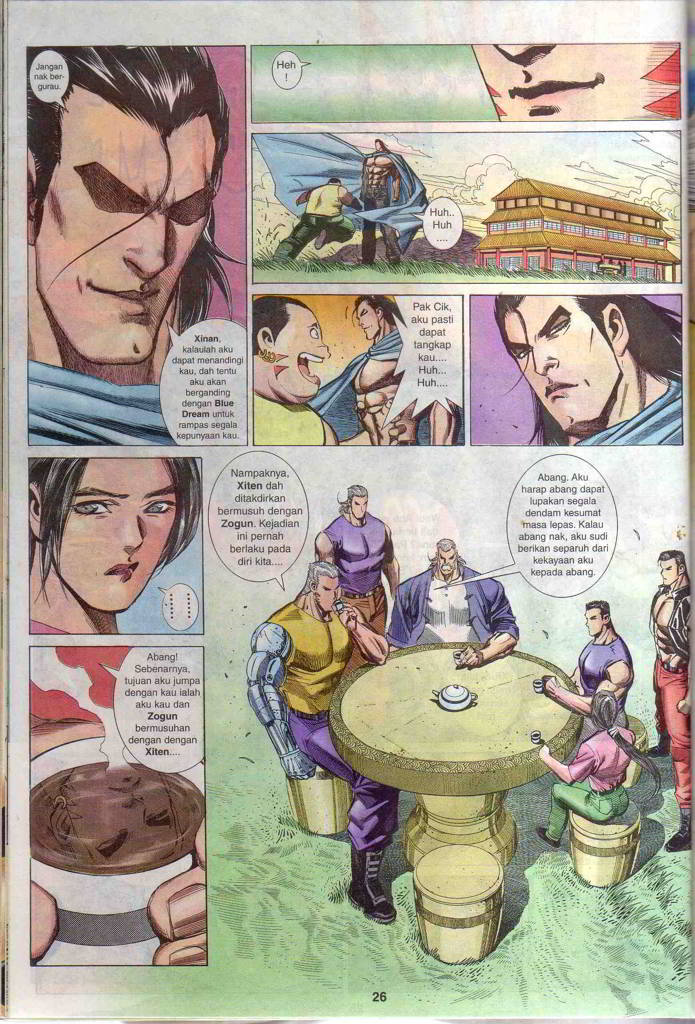 Jangan
nak ber-
gurau.
Heh
!
Xinan,
kalaulah aku
dapat menandingi
kau, dah tentu
aku akan
berganding
dengan Blue
Dream untuk
rampas segala
kepunyaan kau.
Huh..
Huh
....
Pak Cik,
aku pasti
dapat
tangkap
kau....
Huh...
Huh..
Nampaknya,
Xiten dah
ditakdirkan
bermusuh dengan
Zogun. Kejadian
ini pernah
berlaku pada
diri kita....
Abang. Aku
harap abang dapat
lupakan segala
dendam kesumat
masa lepas. Kalau
abang nak, aku sudi
berikan separuh dari
kekayaan aku
kepada abang.
Abang!
Sebenarnya,
tujuan aku jumpa
dengan kau ialah
aku kau dan
Zogun
bermusuhan
dengan dengan
Xiten....
26